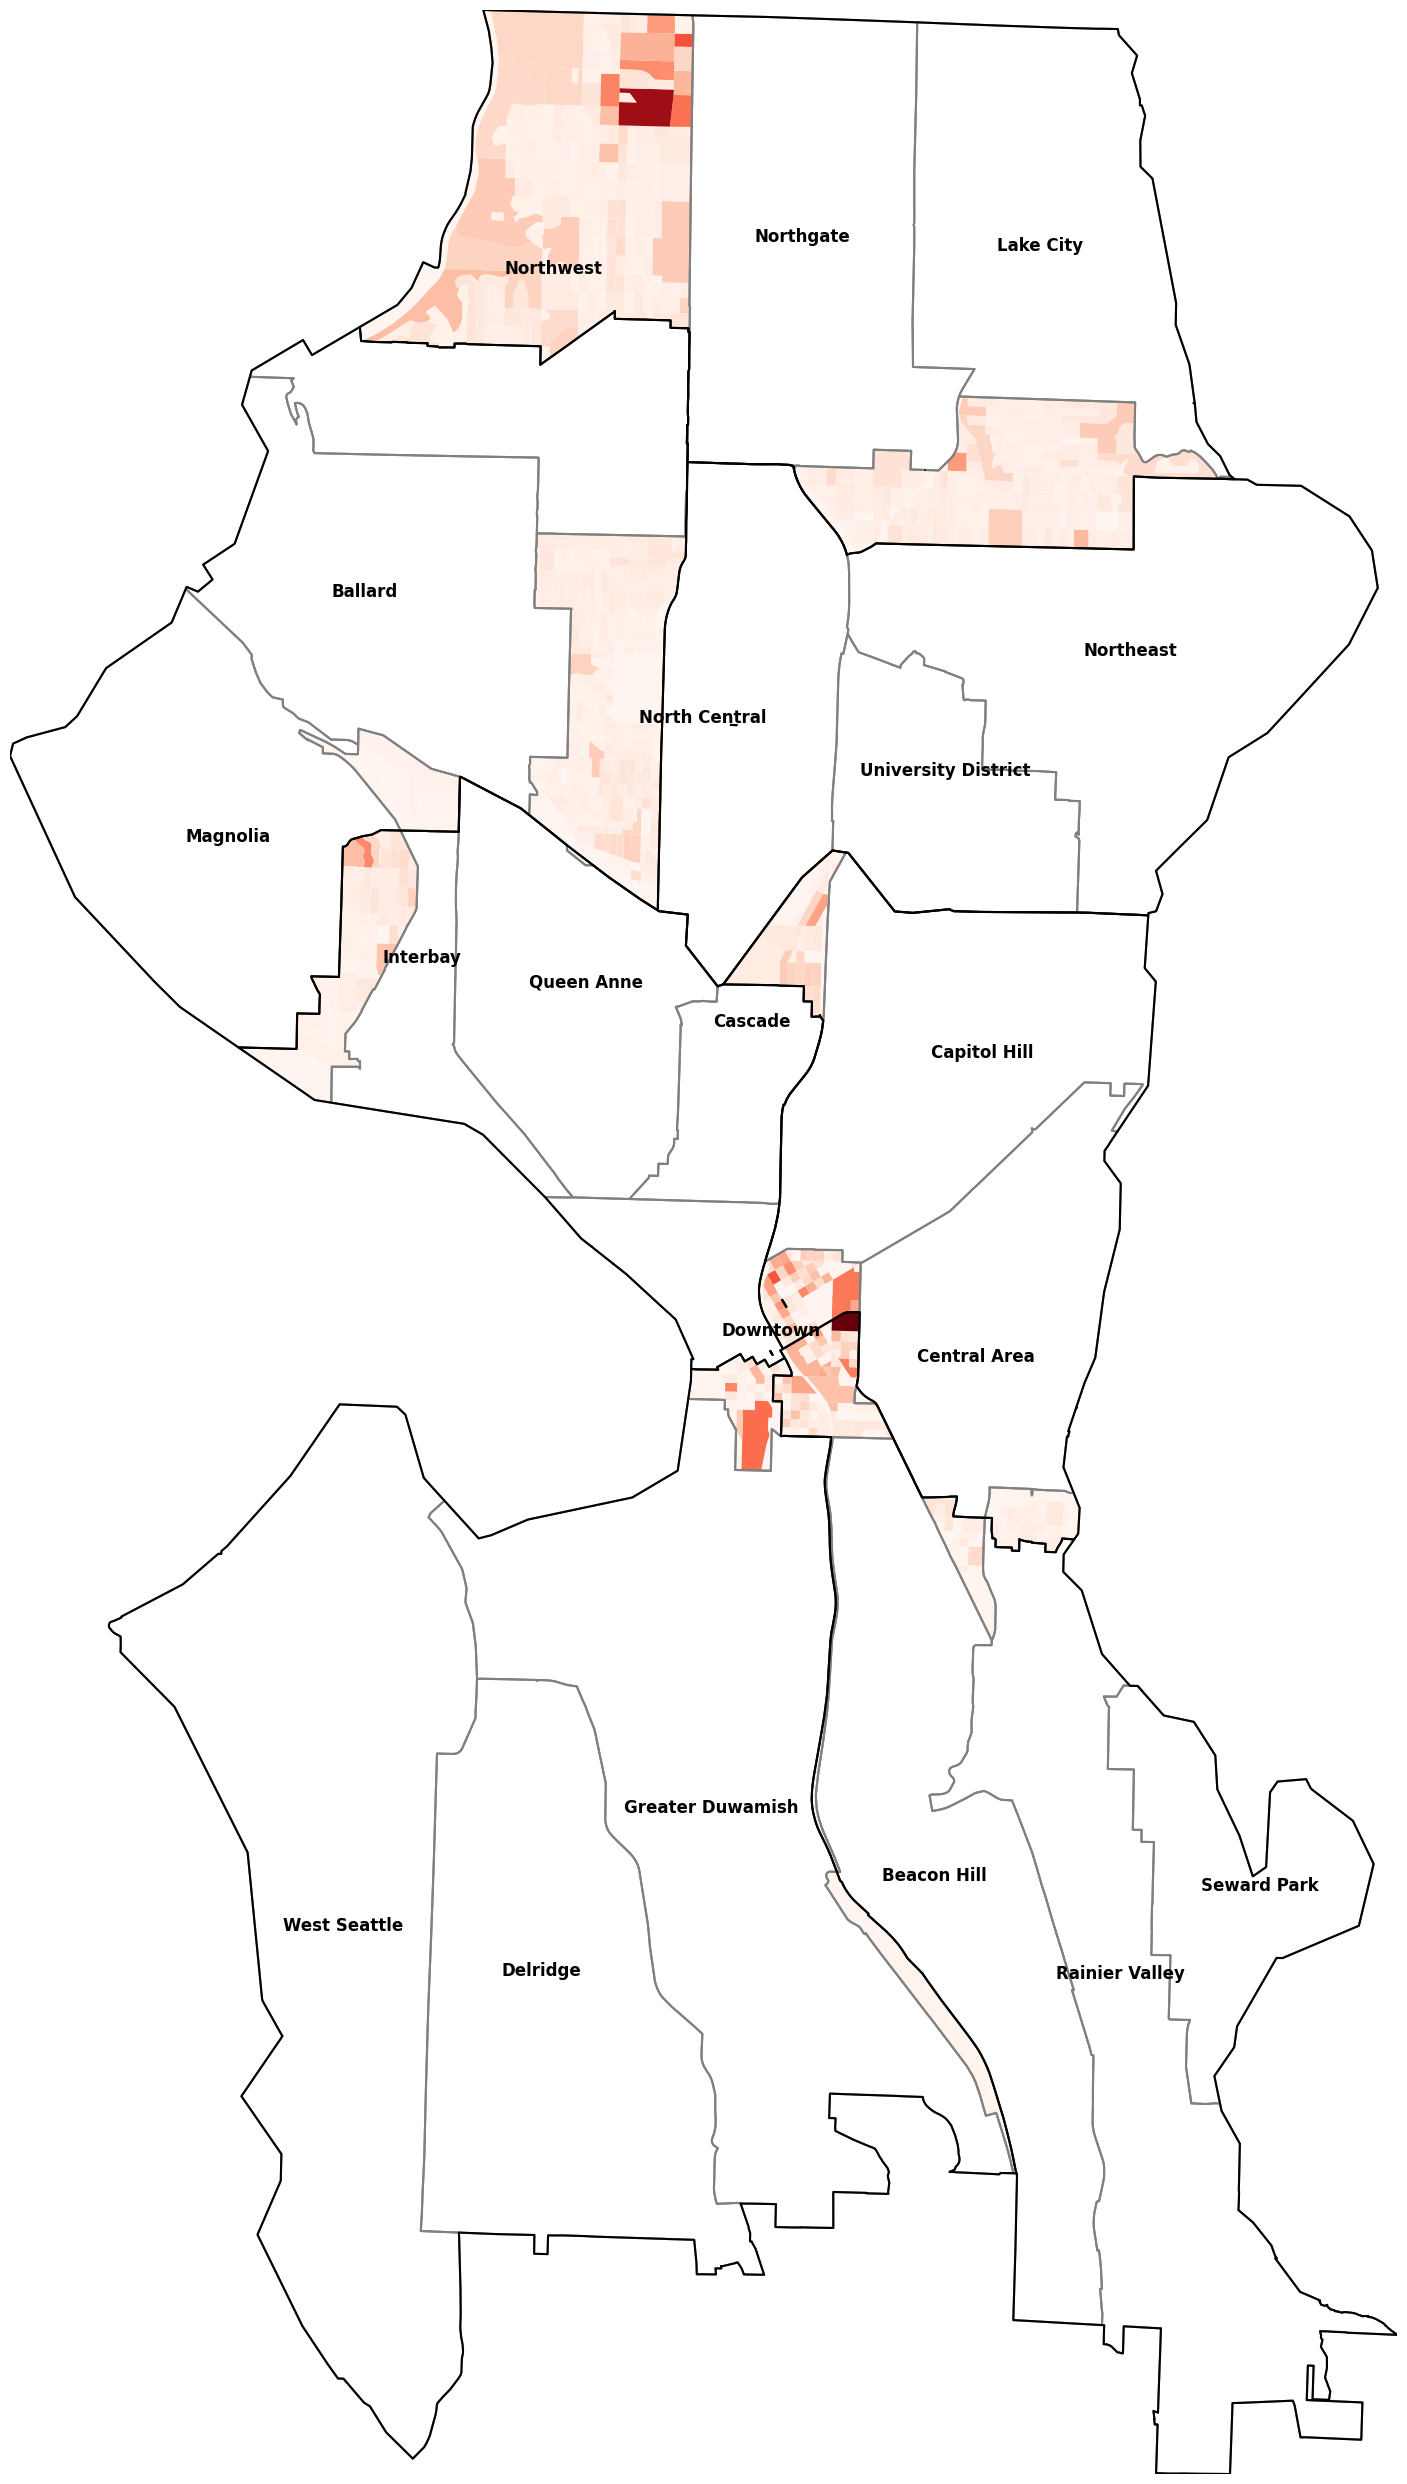 Northgate
Lake City
Northwest
Ballard
Northeast
North Central
University District
Magnolia
Interbay
Queen Anne
Cascade
Capitol Hill
Downtown
Central Area
Greater Duwamish
Beacon Hill
Seward Park
West Seattle
Delridge
Rainier Valley